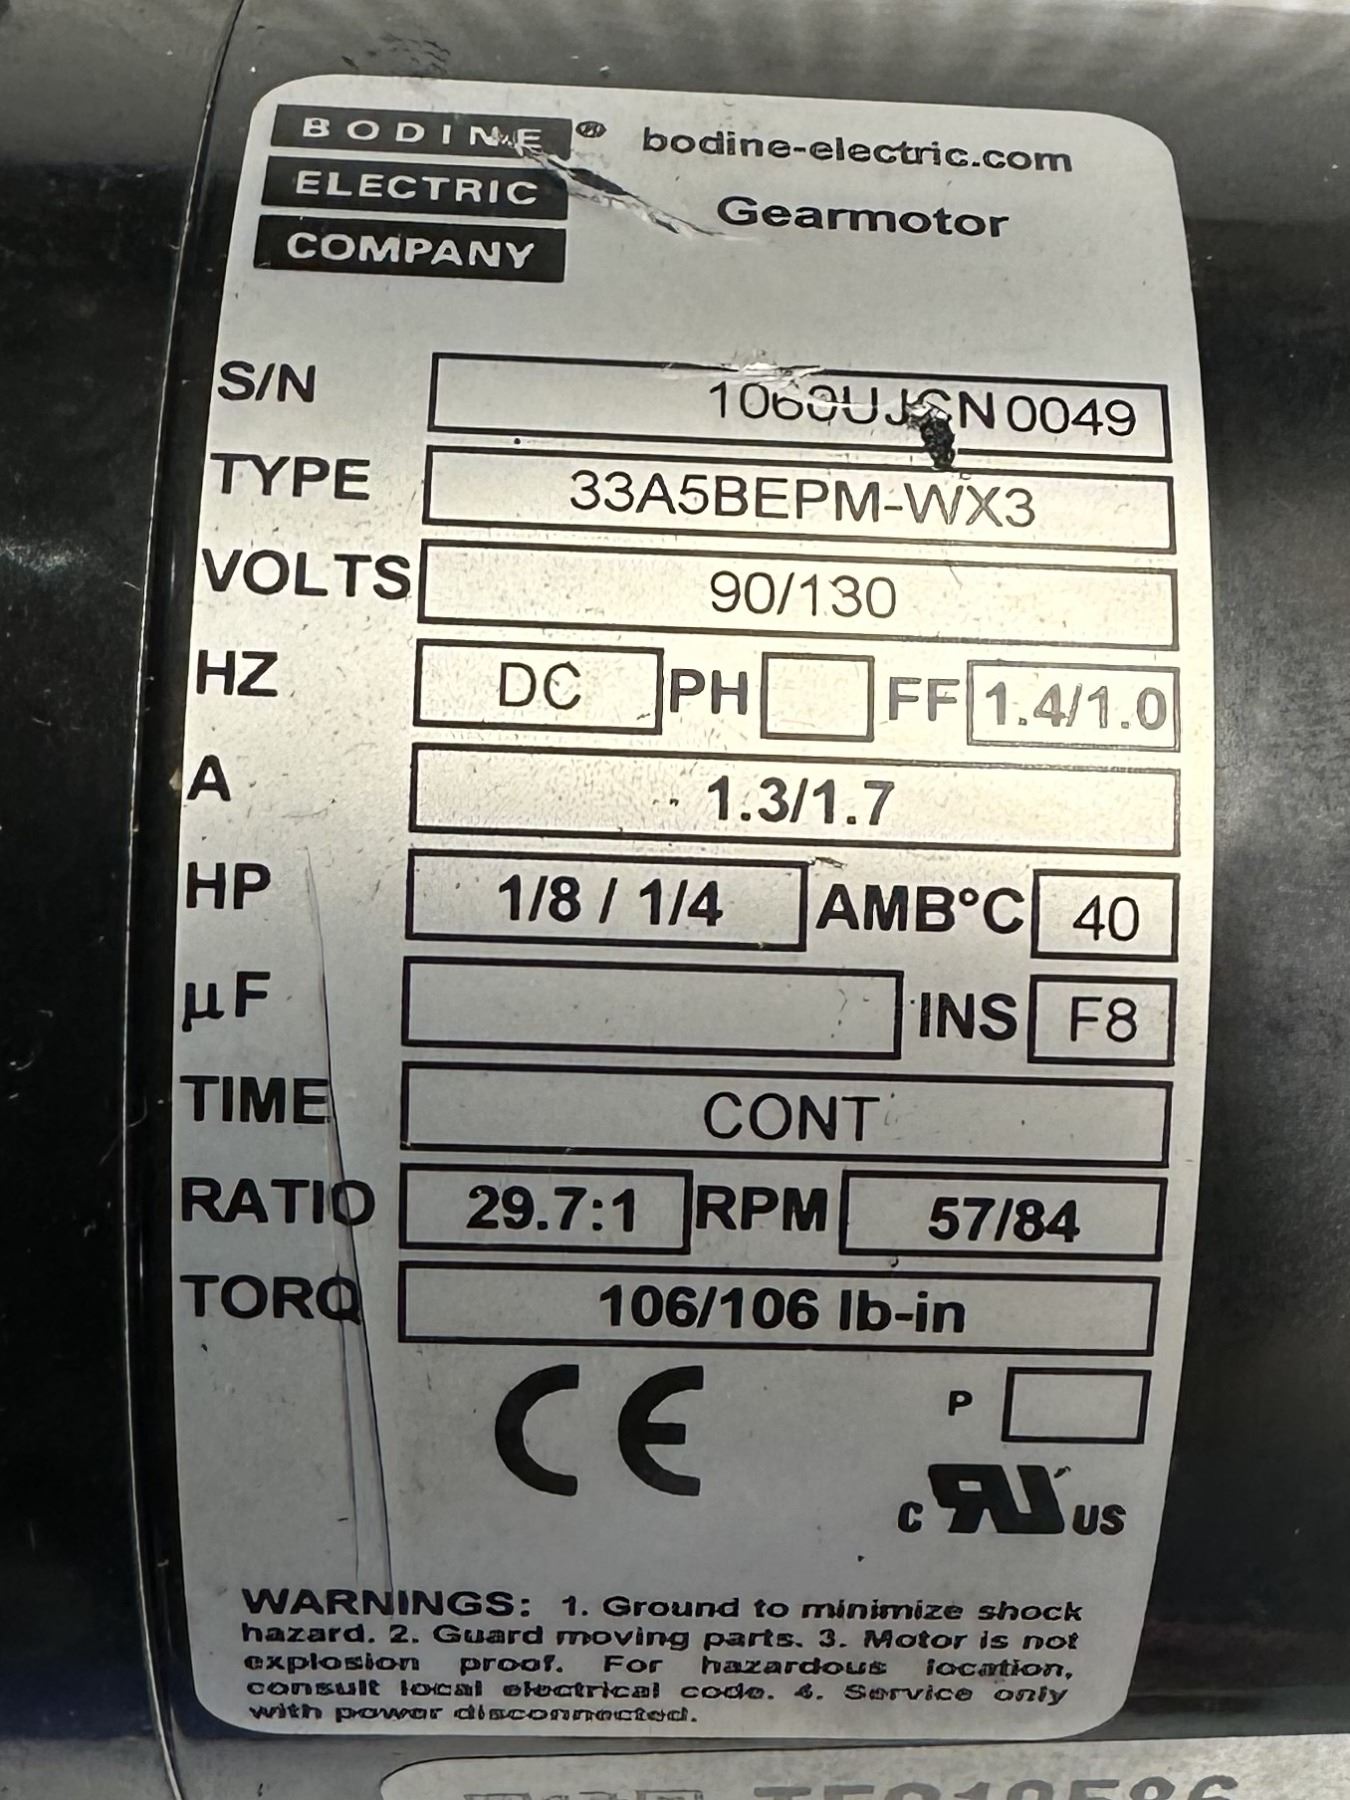 BODINE ® bodine-electric.com
ELECTRIC
COMPANY
Gearmotor
S/N 1060UJCN0049
TYPE 33A5BEPM-WX3
VOLTS 90/130
HZ DC PH FF 1.4/1.0
A 1.3/1.7
HP 1/8 / 1/4 AMB°C 40
µF INS F8
TIME CONT
RATIO 29.7:1 RPM 57/84
TORQ 106/106 lb-in
CE P
c RU US
WARNINGS: 1. Ground to minimize shock
hazard. 2. Guard moving parts. 3. Motor is not
explosion proof. For hazardous location,
consult local electrical code. 4. Service only
with power disconnected.